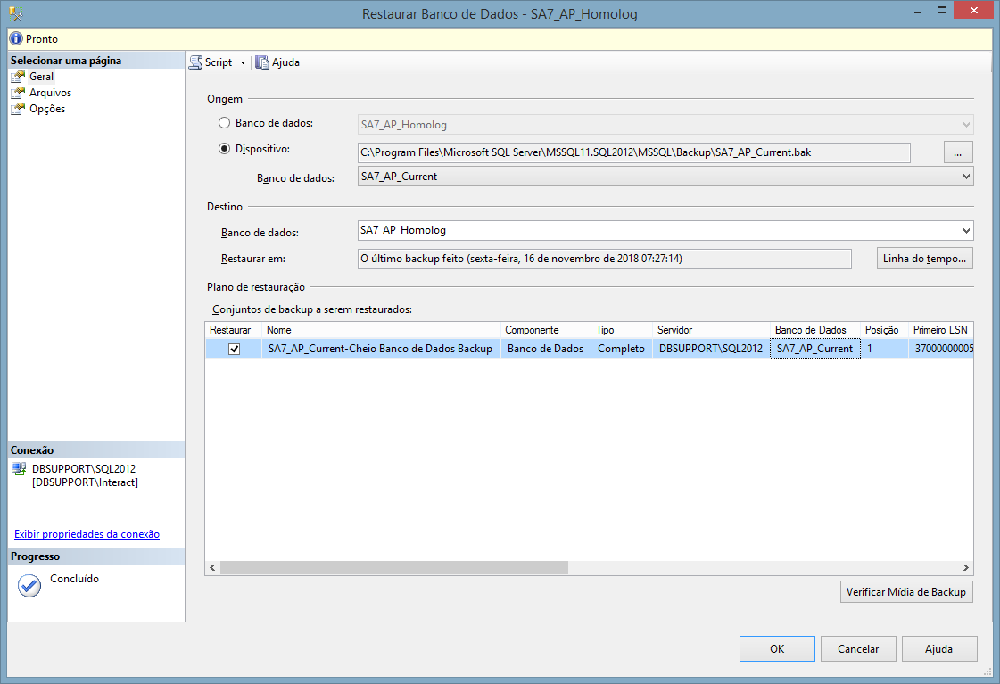 Restaurar Banco de Dados - SA7_AP_Homolog
Pronto
Selecionar uma página
Geral
Arquivos
Opções
Script
Ajuda
Origem
Banco de dados:
SA7_AP_Homolog
Dispositivo:
C:\Program Files\Microsoft SQL Server\MSSQL11.SQL2012\MSSQL\Backup\SA7_AP_Current.bak
...
Banco de dados:
SA7_AP_Current
Destino
Banco de dados:
SA7_AP_Homolog
Restaurar em:
O último backup feito (sexta-feira, 16 de novembro de 2018 07:27:14)
Linha do tempo...
Plano de restauração
Conjuntos de backup a serem restaurados:
Restaurar Nome Componente Tipo Servidor Banco de Dados Posição Primeiro LSN
SA7_AP_Current-Cheio Banco de Dados Backup Banco de Dados Completo DBSUPPORT\SQL2012 SA7_AP_Current 1 37000000005
Conexão
DBSUPPORT\SQL2012
[DBSUPPORT\Interact]
Exibir propriedades da conexão
Progresso
Concluído
Verificar Mídia de Backup
OK
Cancelar
Ajuda